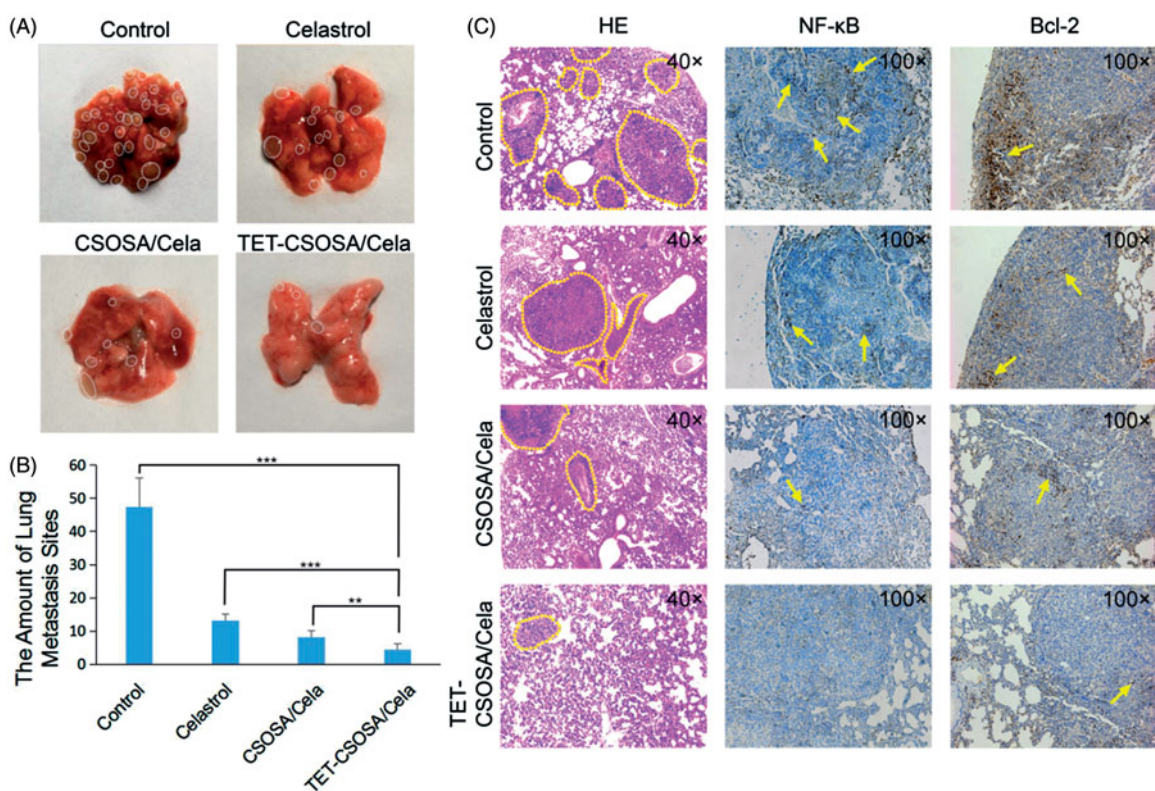 (A)
Control
Celastrol
CSOSA/Cela
TET-CSOSA/Cela
(B)
The Amount of Lung
Metastasis Sites
60
50
40
30
20
10
0
***
***
**
Control
Celastrol
CSOSA/Cela
TET-CSOSA/Cela
(C)
HE
NF-κB
Bcl-2
Control
40×
100×
100×
Celastrol
40×
100×
100×
CSOSA/Cela
40×
100×
100×
TET-
CSOSA/Cela
40×
100×
100×